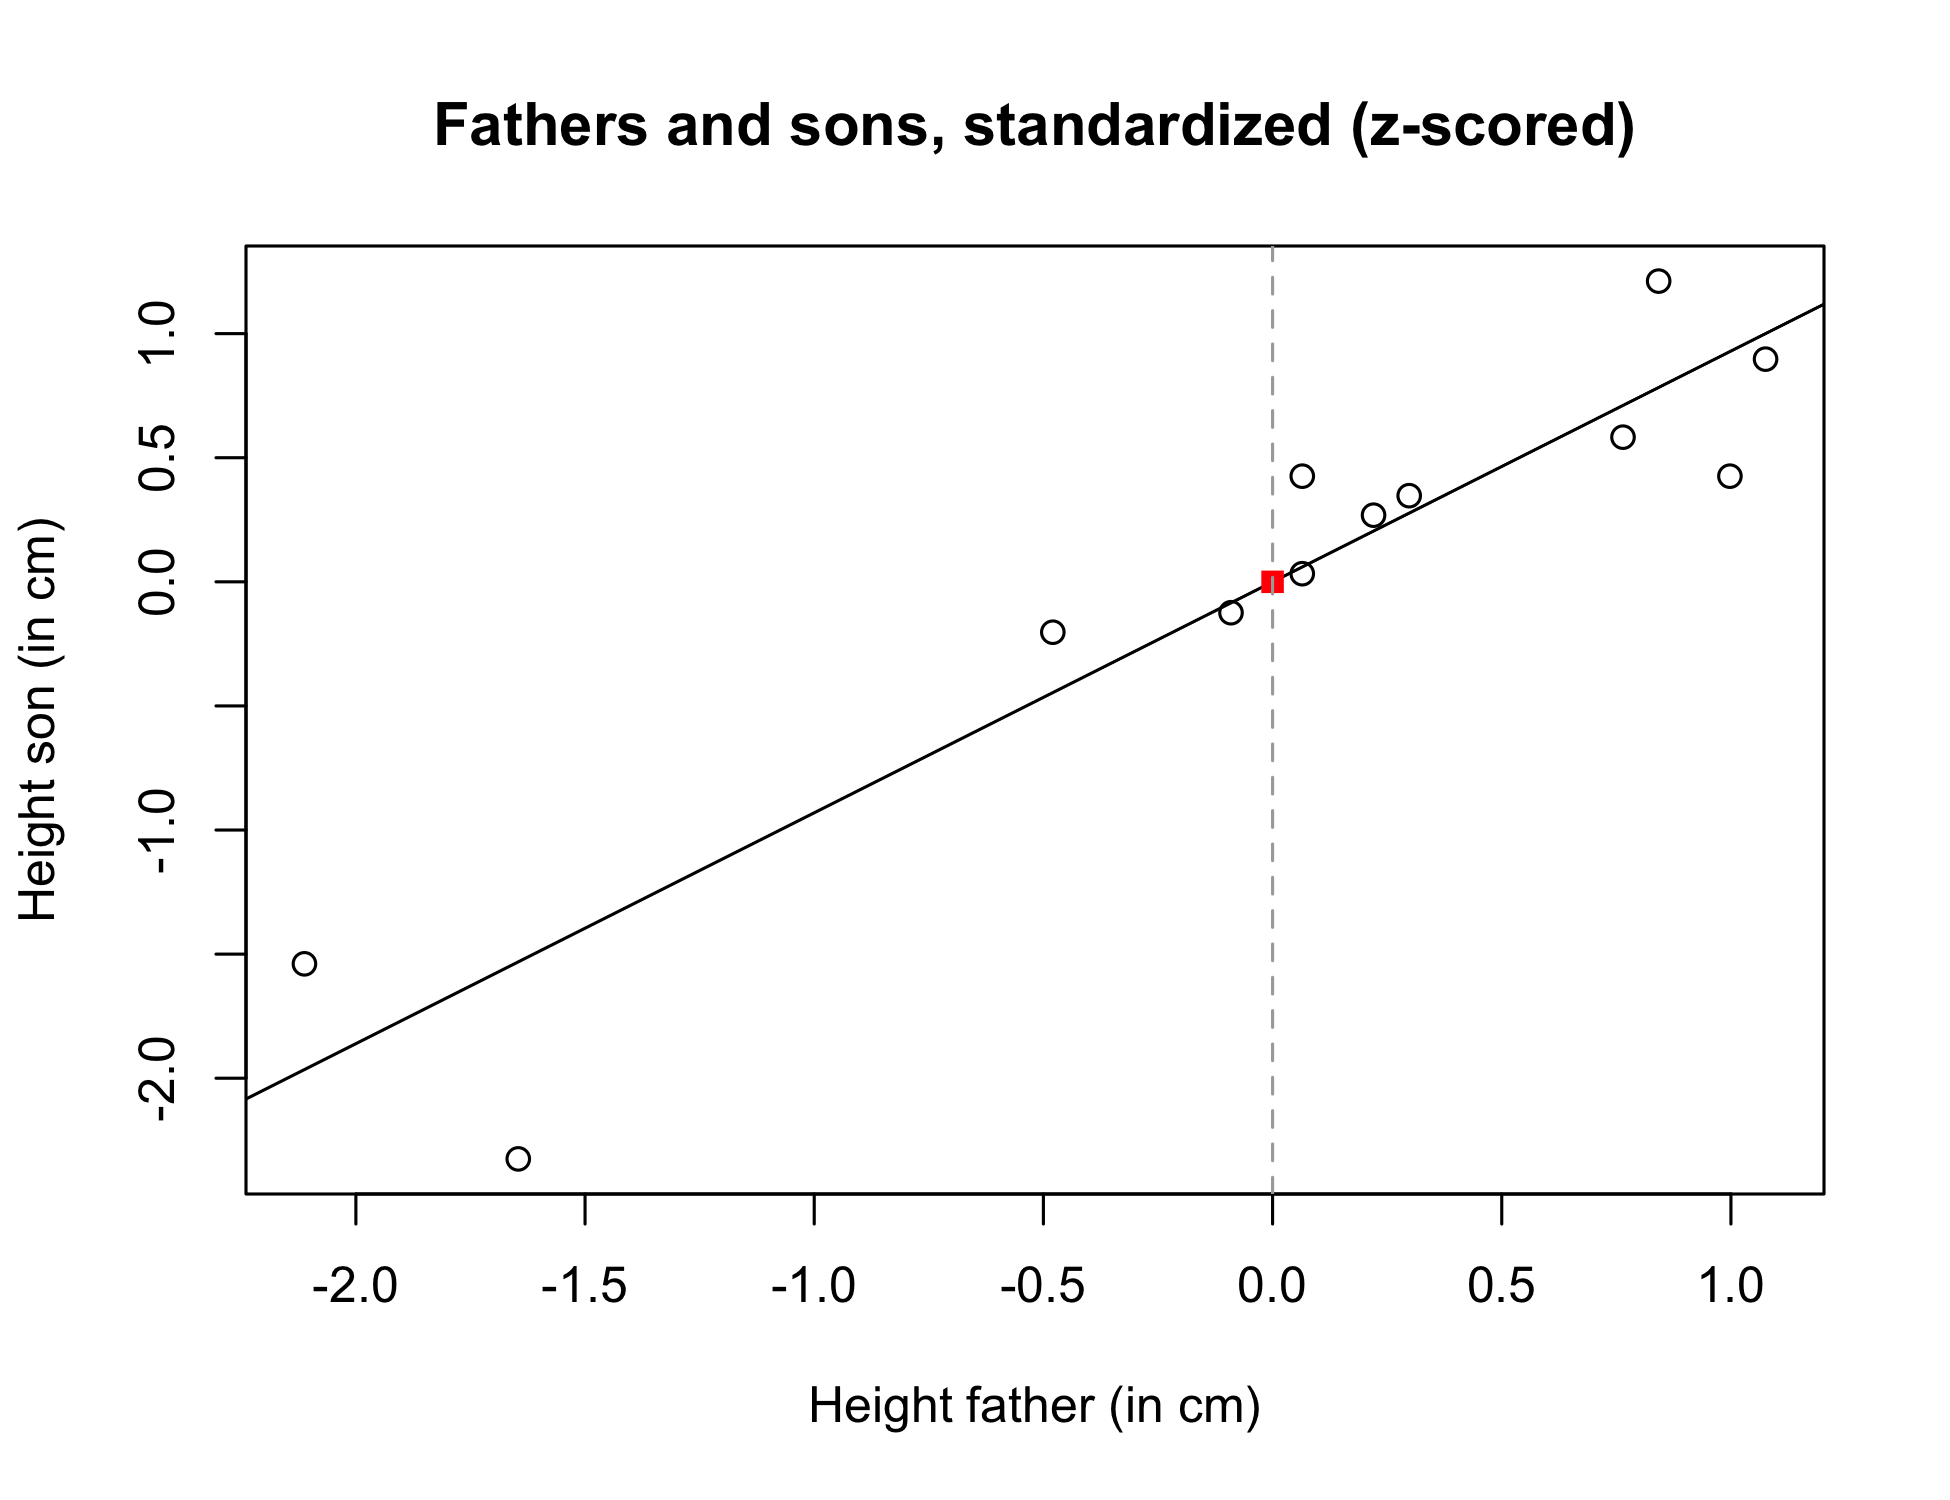 Fathers and sons, standardized (z-scored)
Height son (in cm)
1.0
0.5
0.0
-1.0
-2.0
-2.0 -1.5 -1.0 -0.5 0.0 0.5 1.0
Height father (in cm)